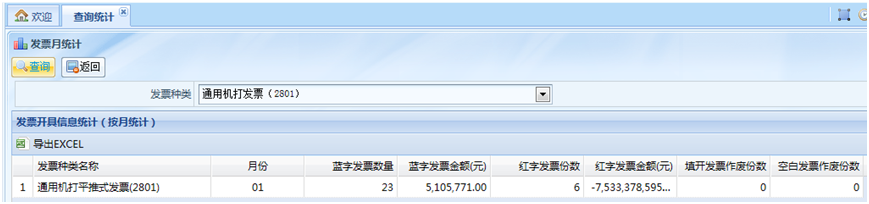 欢迎 查询统计
发票月统计
查询 返回
发票种类 通用机打发票（2801）
发票开具信息统计（按月统计）
导出EXCEL
发票种类名称 月份 蓝字发票数量 蓝字发票金额(元) 红字发票份数 红字发票金额(元) 填开发票作废份数 空白发票作废份数
1 通用机打平推式发票(2801) 01 23 5,105,771.00 6 -7,533,378,595... 0 0